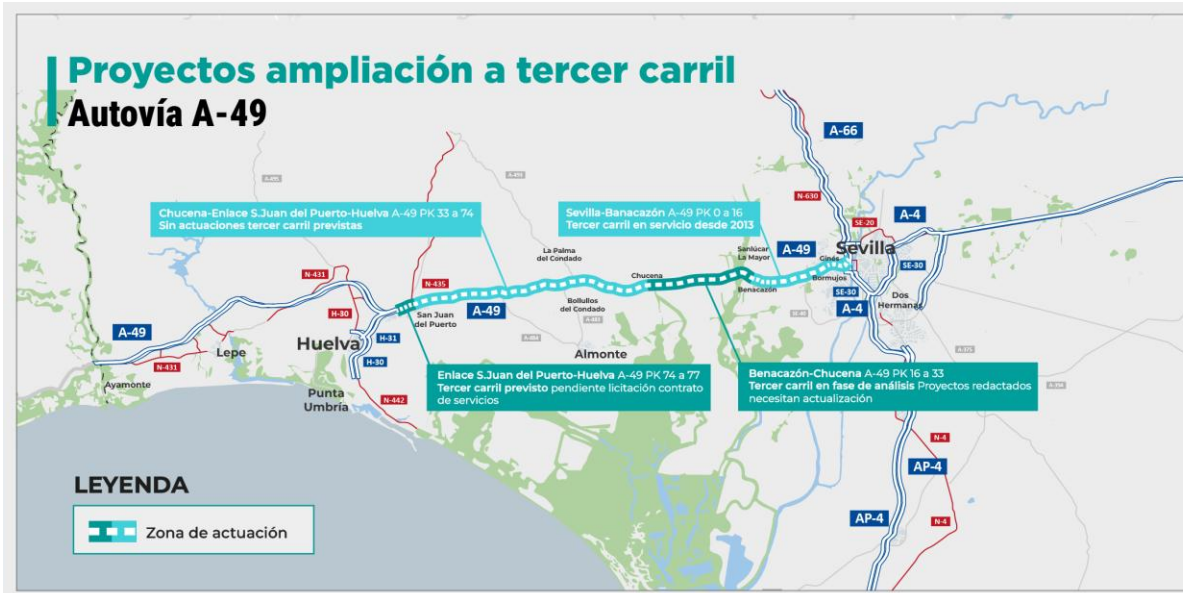 Proyectos ampliación a tercer carril
Autovía A-49
A-66
A-495
A-493
N-630
Chucena-Enlace S.Juan del Puerto-Huelva A-49 PK 33 a 74
Sin actuaciones tercer carril previstas
Sevilla-Banacazón A-49 PK 0 a 16
Tercer carril en servicio desde 2013
SE-20
A-4
La Palma
del Condado
Sanlúcar
La Mayor
A-49
Ginés
Sevilla
SE-30
N-431
N-435
Chucena
Benacazón
Bormujos
SE-30
A-4
Dos
Hermanas
H-30
San Juan
del Puerto
A-49
Bollullos
del Condado
A-49
Huelva
H-31
H-30
Almonte
A-483
A-375
A-394
Lepe
N-431
Ayamonte
Punta
Umbría
N-442
Enlace S.Juan del Puerto-Huelva A-49 PK 74 a 77
Tercer carril previsto pendiente licitación contrato
de servicios
Benacazón-Chucena A-49 PK 16 a 33
Tercer carril en fase de análisis Proyectos redactados
necesitan actualización
N-4
AP-4
AP-4
N-4
LEYENDA
Zona de actuación